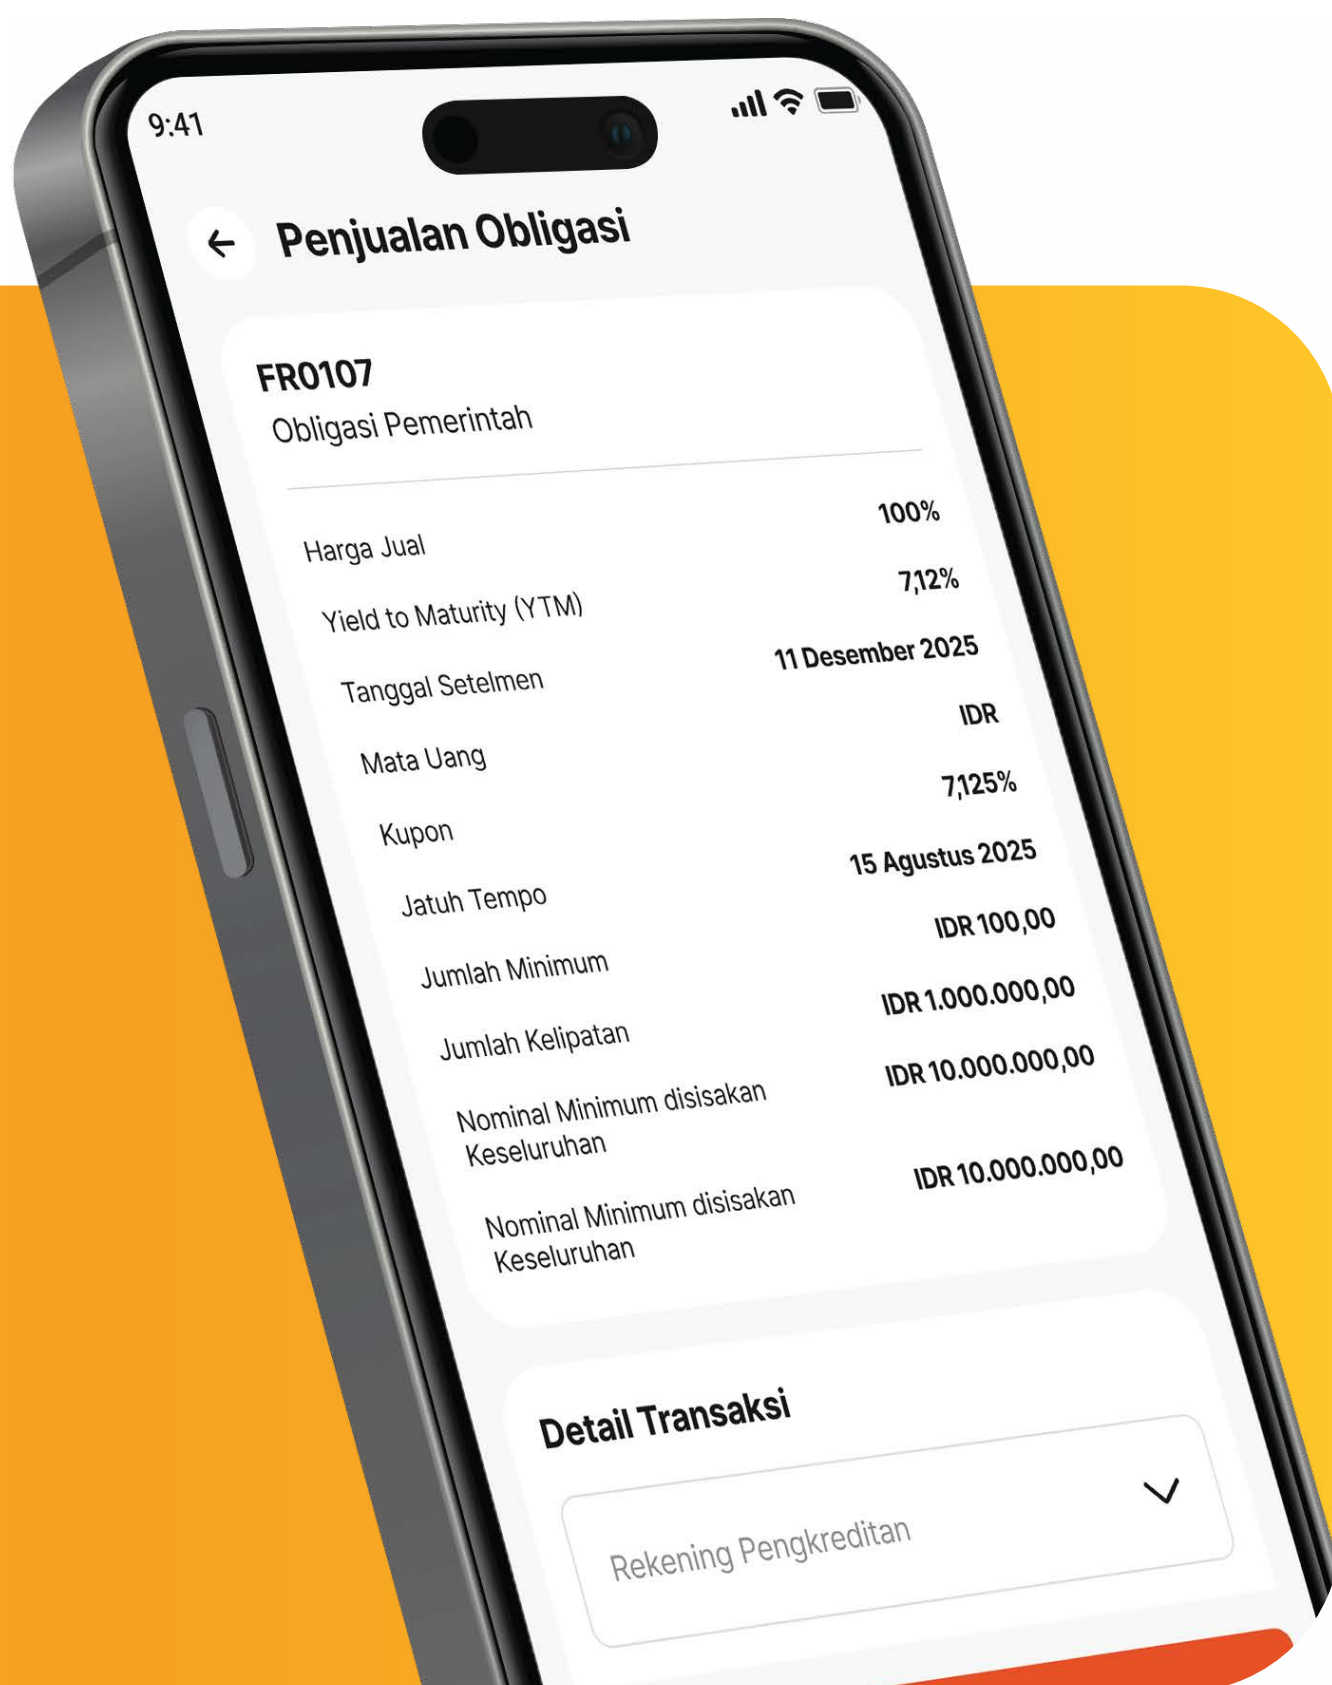 9:41
Penjualan Obligasi
FR0107
Obligasi Pemerintah
Harga Jual 100%
Yield to Maturity (YTM) 7,12%
Tanggal Setelmen 11 Desember 2025
Mata Uang IDR
Kupon 7,125%
Jatuh Tempo 15 Agustus 2025
Jumlah Minimum IDR 100,00
Jumlah Kelipatan IDR 1.000.000,00
Nominal Minimum disisakan IDR 10.000.000,00
Keseluruhan
Nominal Minimum disisakan IDR 10.000.000,00
Keseluruhan
Detail Transaksi
Rekening Pengkreditan